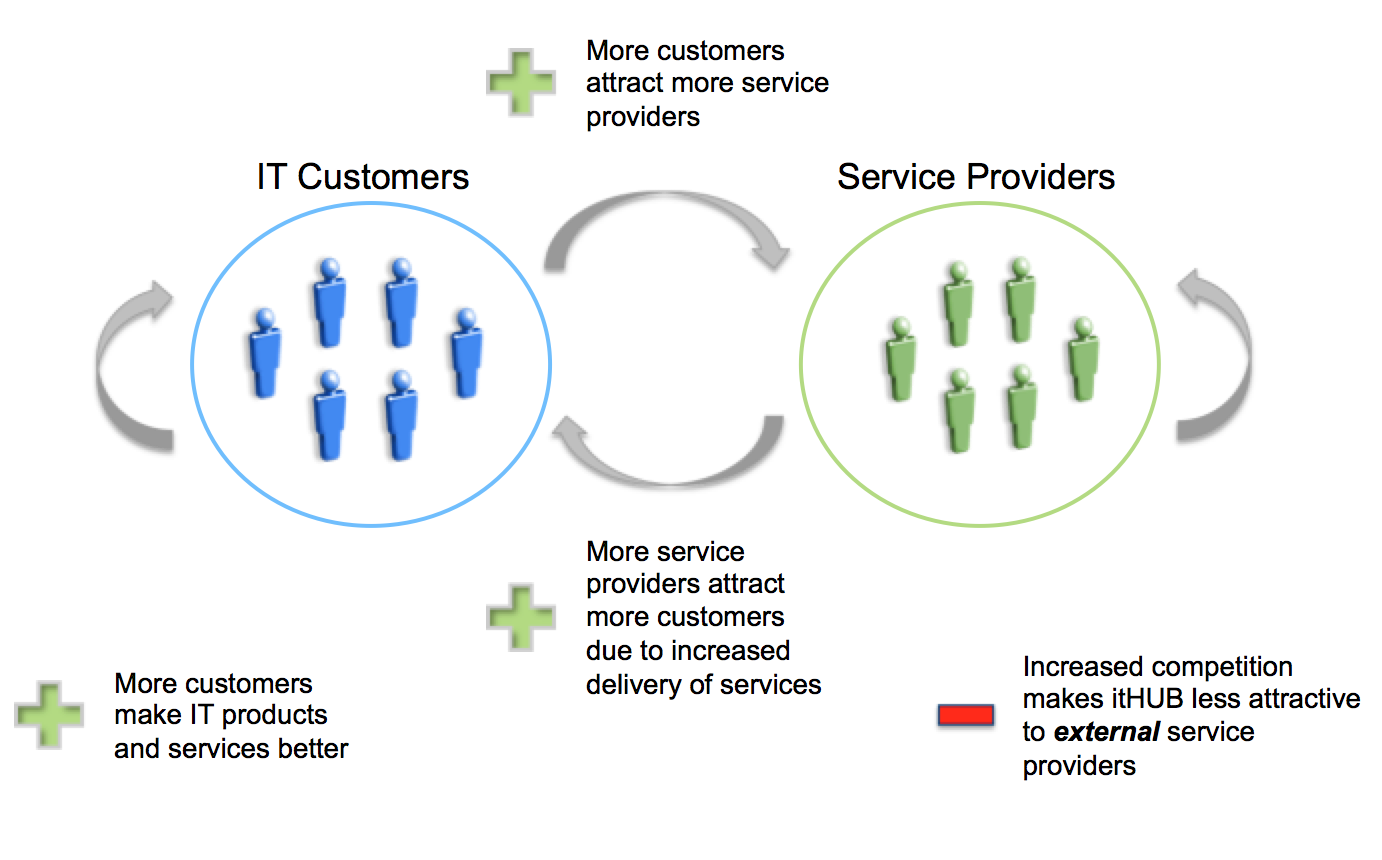 More customers
attract more service
providers
IT Customers
Service Providers
More service
providers attract
more customers
due to increased
delivery of services
More customers
make IT products
and services better
Increased competition
makes itHUB less attractive
to external service
providers